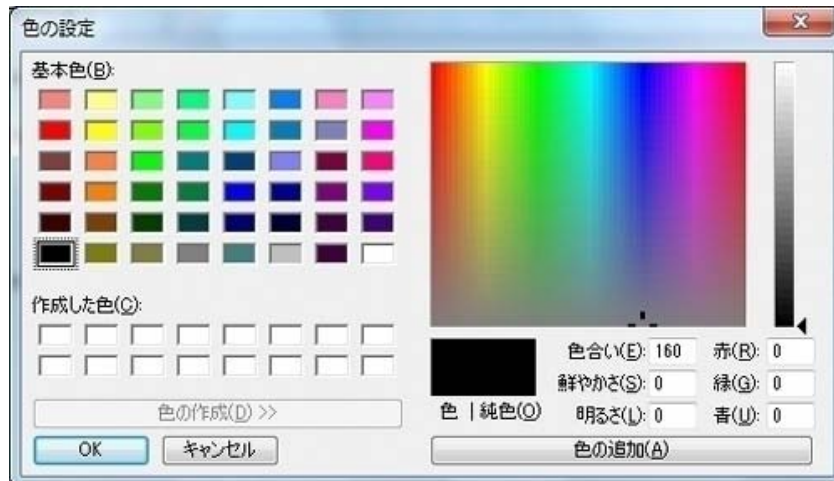 色の設定
基本色(B):
作成した色(C):
色の作成(D) >>
OK
キャンセル
色 | 純色(O)
色合い(E): 160
鮮やかさ(S): 0
明るさ(L): 0
赤(R): 0
緑(G): 0
青(U): 0
色の追加(A)